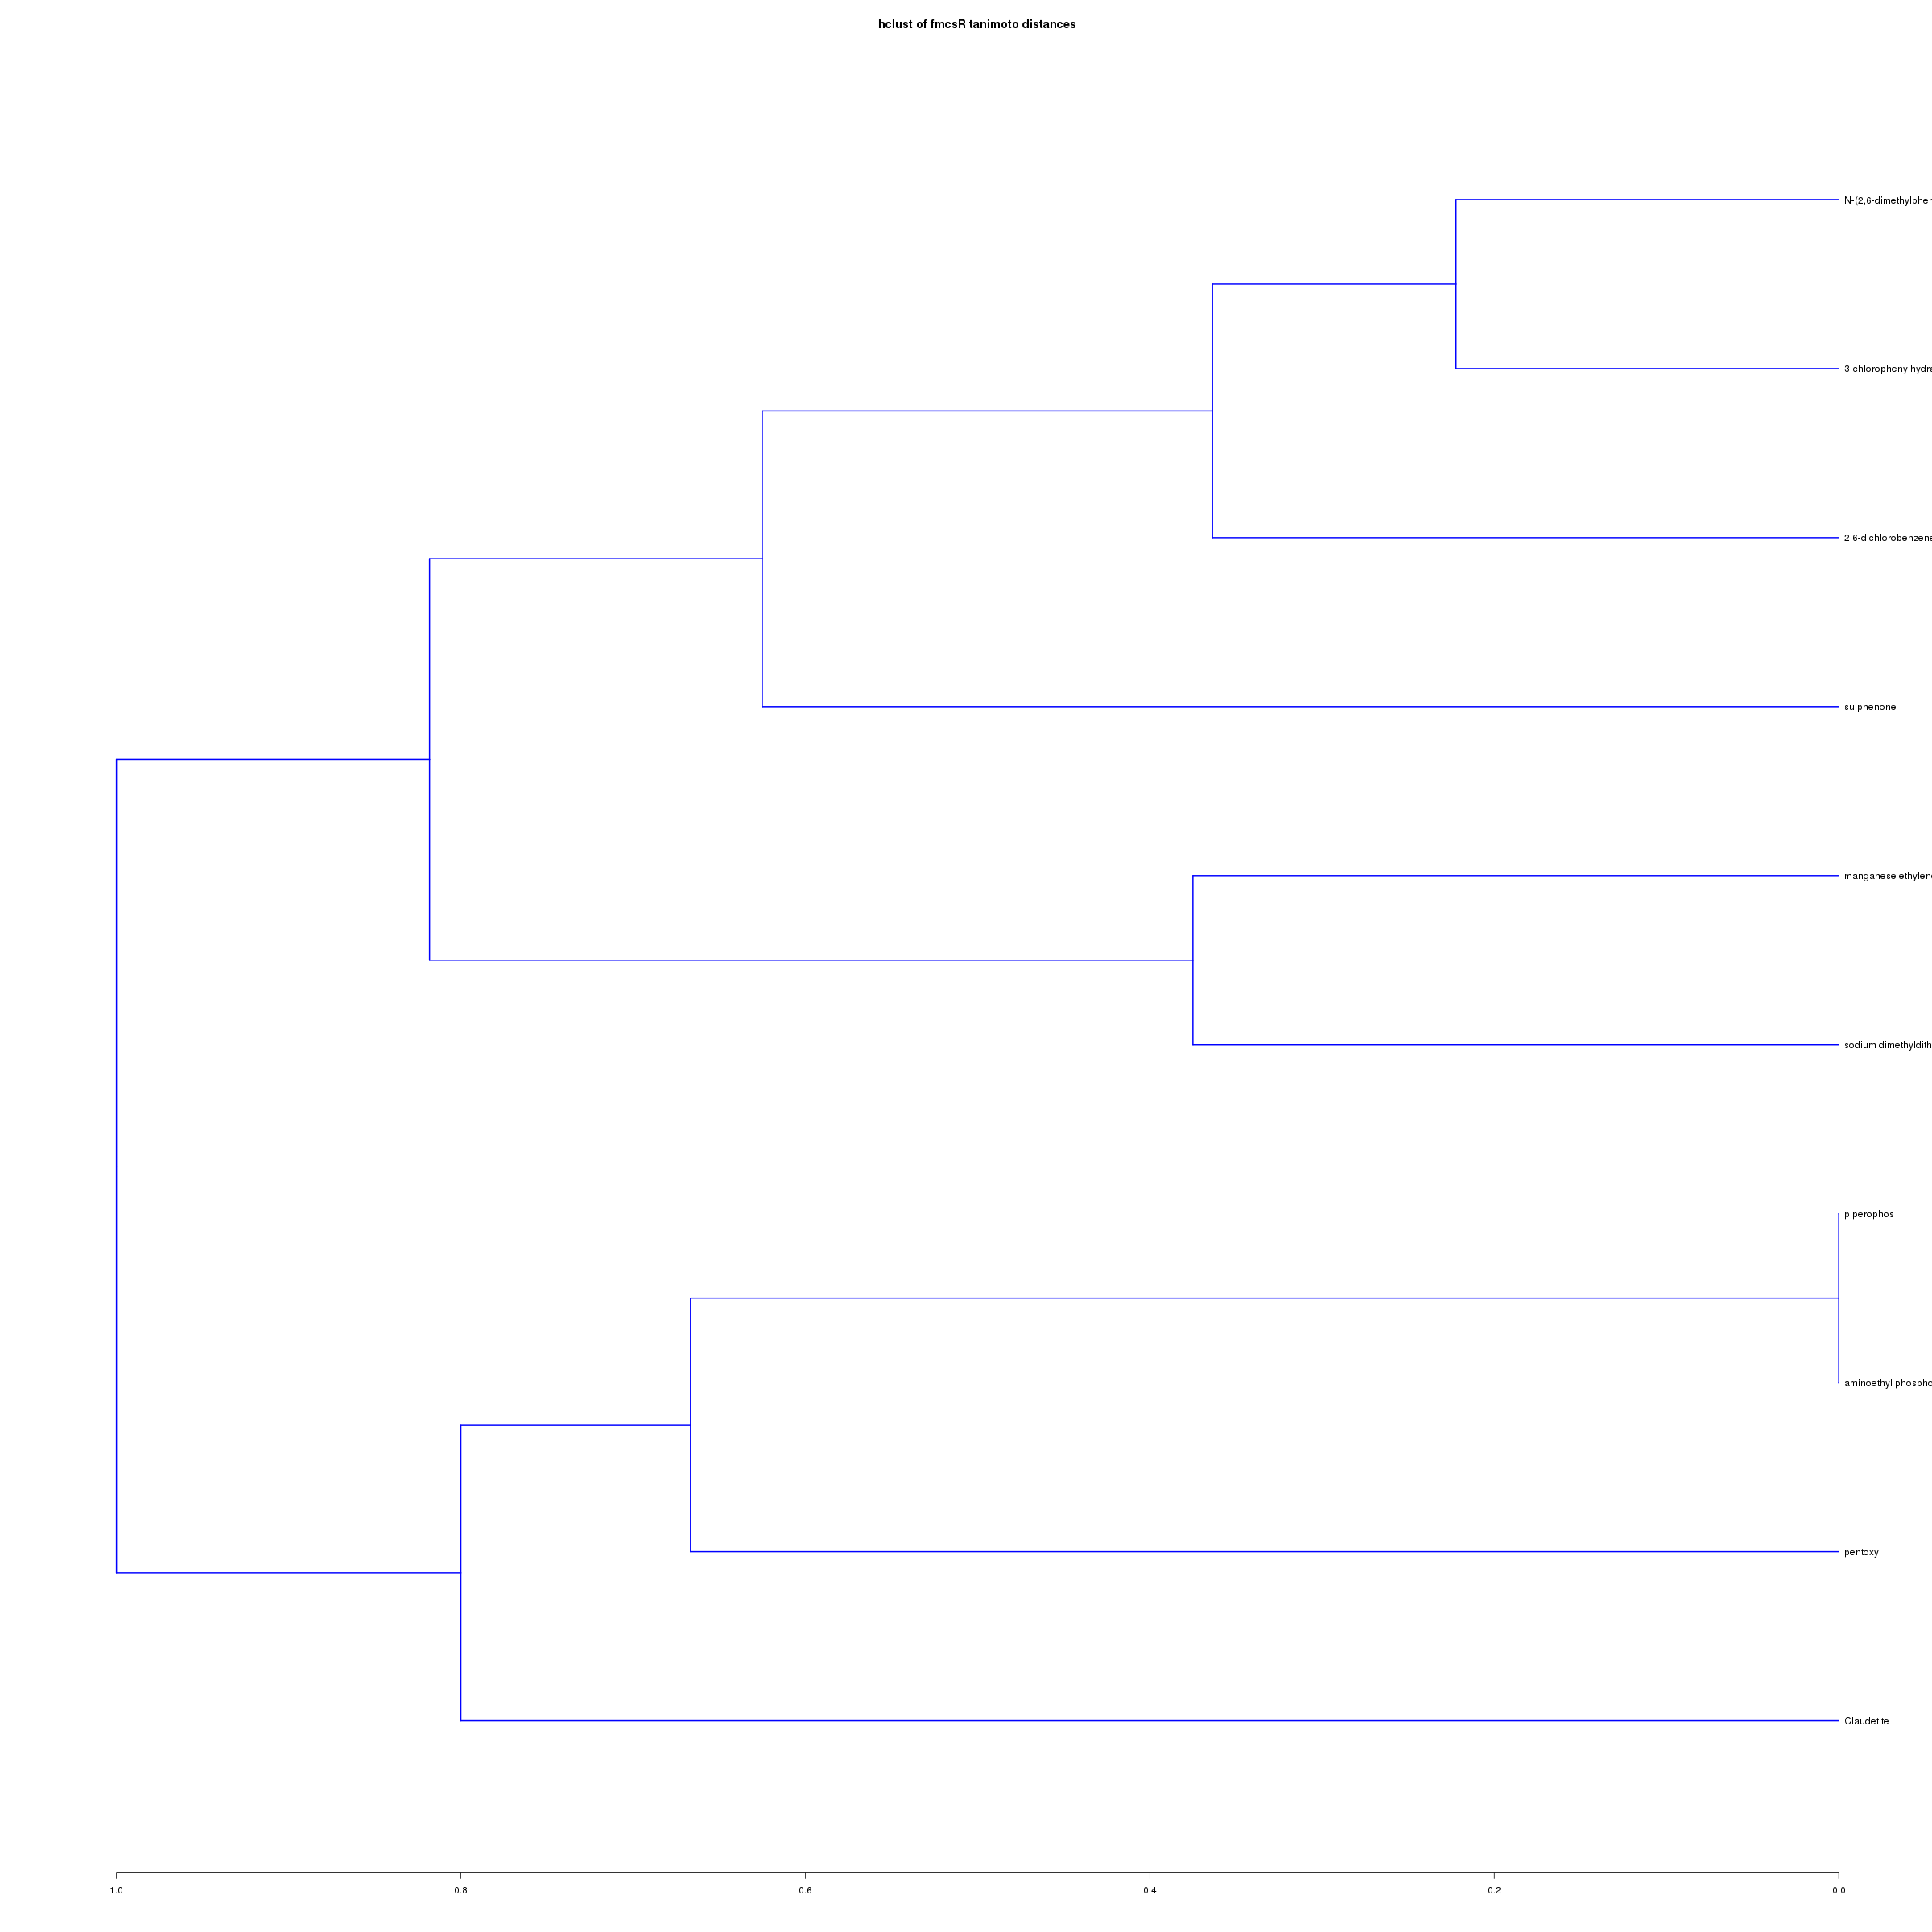 hclust of fmcsR tanimoto distances
N-(2,6-dimethylphen
3-chlorophenylhydra
2,6-dichlorobenzene
sulphenone
manganese ethylene
sodium dimethyldith
piperophos
aminoethyl phospho
pentoxy
Claudetite
1.0 0.8 0.6 0.4 0.2 0.0